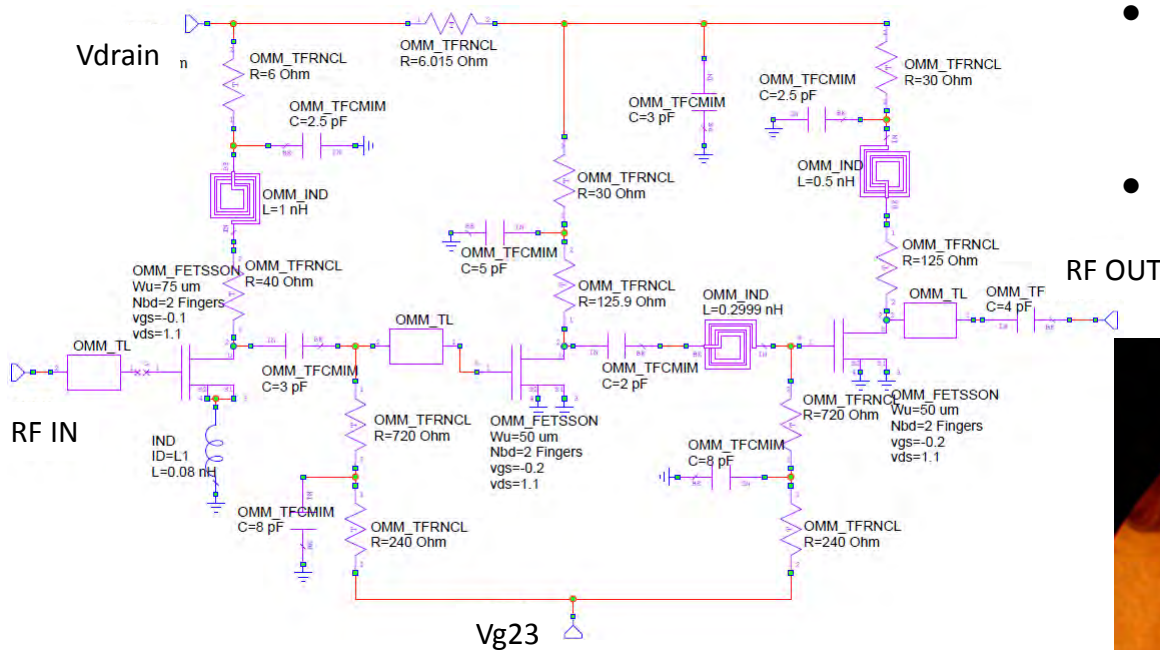 Vdrain
n
OMM_TFRNCL
R=6 Ohm
OMM_TFRNCL
R=6.015 Ohm
OMM_TFCMIM
C=2.5 pF
OMM_IND
L=1 nH
OMM_TFRNCL
R=40 Ohm
OMM_FETSSON
Wu=75 um
Nbd=2 Fingers
vgs=-0.1
vds=1.1
OMM_TL
RF IN
IND
ID=L1
L=0.08 nH
OMM_TFCMIM
C=3 pF
OMM_TL
OMM_TFRNCL
R=720 Ohm
OMM_TFCMIM
C=8 pF
OMM_TFRNCL
R=240 Ohm
OMM_TFRNCL
R=30 Ohm
OMM_TFCMIM
C=5 pF
OMM_TFRNCL
R=125.9 Ohm
OMM_TFCMIM
C=3 pF
OMM_TFCMIM
C=2 pF
OMM_FETSSON
Wu=50 um
Nbd=2 Fingers
vgs=-0.2
vds=1.1
OMM_IND
L=0.2999 nH
OMM_TFRNCL
R=30 Ohm
OMM_TFCMIM
C=2.5 pF
OMM_IND
L=0.5 nH
OMM_TFRNCL
R=125 Ohm
RF OUT
OMM_TL
OMM_TF
C=4 pF
OMM_TFRNCL
R=720 Ohm
OMM_FETSSON
Wu=50 um
Nbd=2 Fingers
vgs=-0.2
vds=1.1
OMM_TFCMIM
C=8 pF
OMM_TFRNCL
R=240 Ohm
Vg23